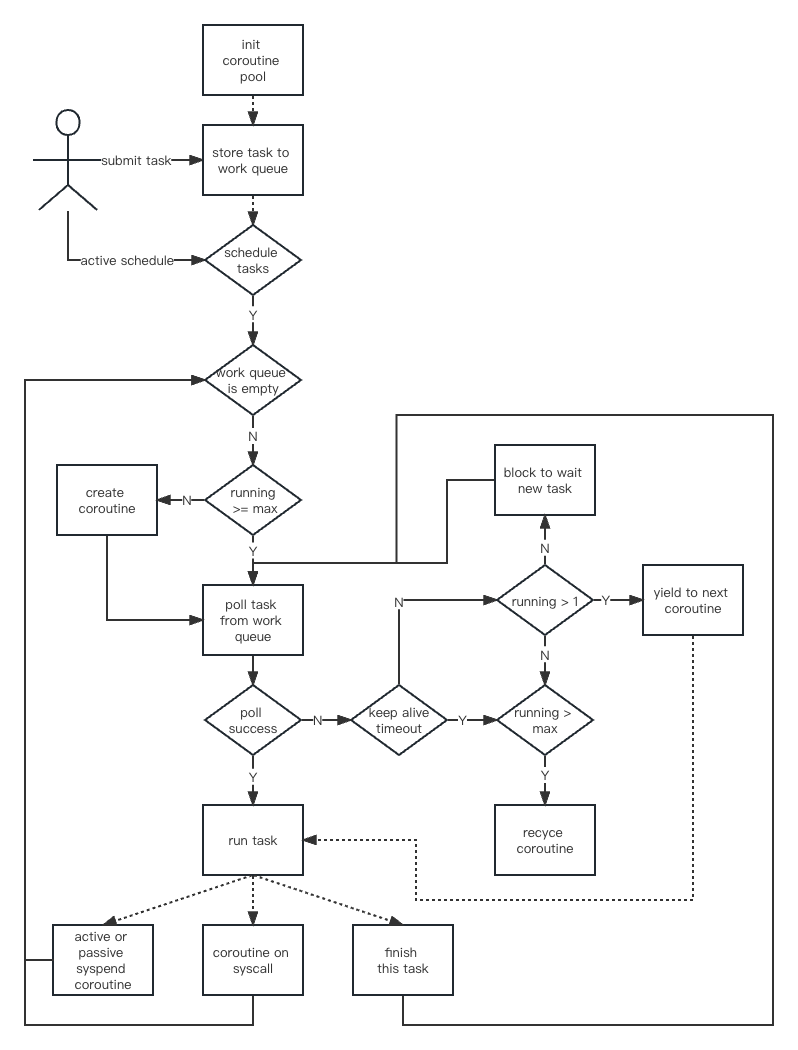 init
coroutine
pool
submit task
store task to
work queue
active schedule
schedule
tasks
Y
work queue
is empty
N
create
coroutine
N
running
>= max
block to wait
new task
Y
N
poll task
from work
queue
N
running > 1
Y
yield to next
coroutine
N
poll
success
N
keep alive
timeout
Y
running >
max
Y
Y
run task
recyce
coroutine
active or
passive
syspend
coroutine
coroutine on
syscall
finish
this task